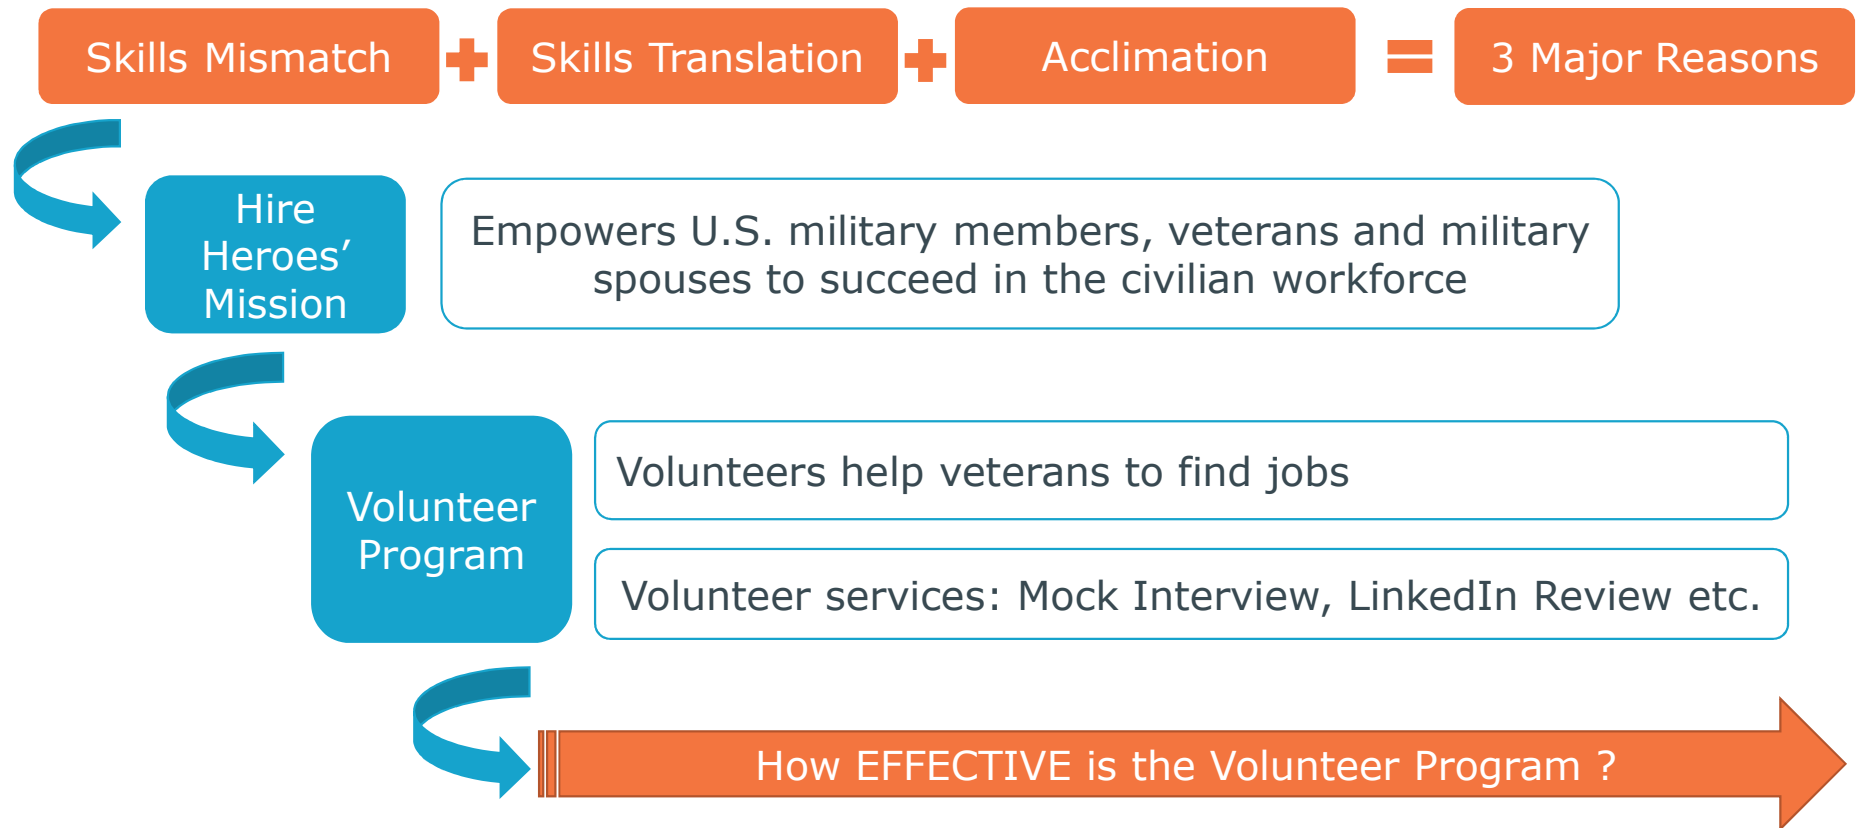 Skills Mismatch + Skills Translation + Acclimation = 3 Major Reasons
Hire
Heroes’
Mission
Empowers U.S. military members, veterans and military
spouses to succeed in the civilian workforce
Volunteer
Program
Volunteers help veterans to find jobs
Volunteer services: Mock Interview, LinkedIn Review etc.
How EFFECTIVE is the Volunteer Program ?